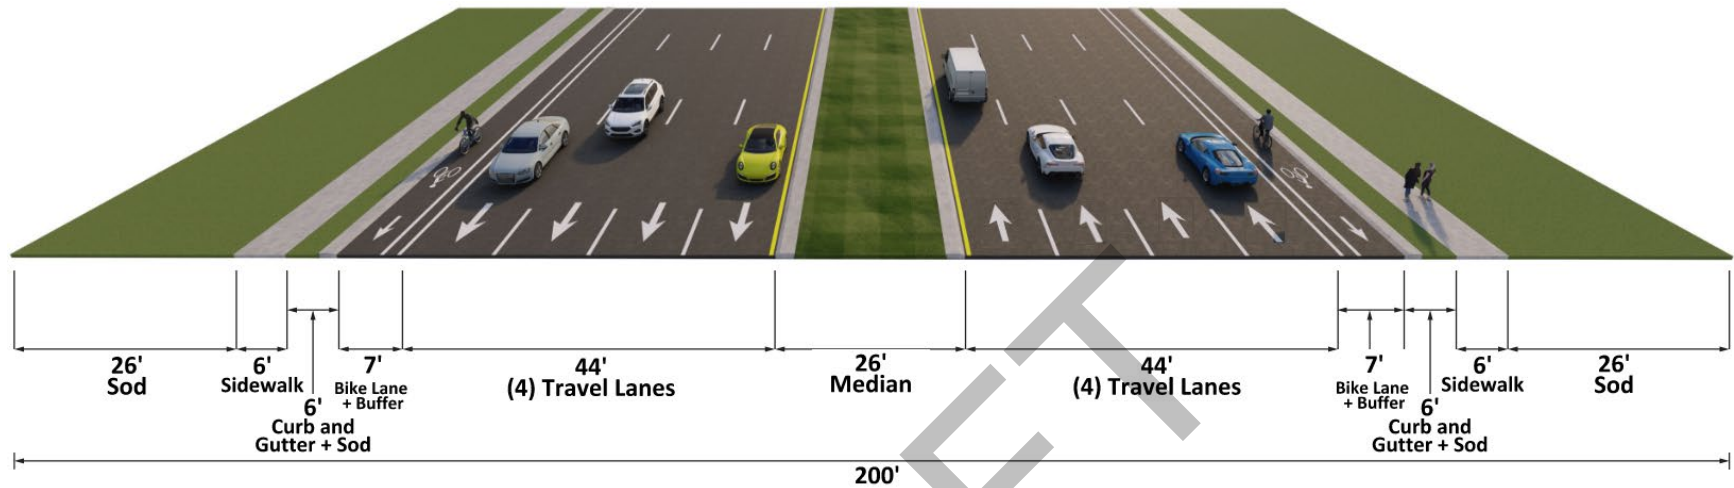 26'
Sod
6'
Sidewalk
6'
Curb and
Gutter + Sod
7'
Bike Lane
+ Buffer
44'
(4) Travel Lanes
26'
Median
44'
(4) Travel Lanes
7'
Bike Lane
+ Buffer
6'
Curb and
Gutter + Sod
6'
Sidewalk
26'
Sod
200'
ET